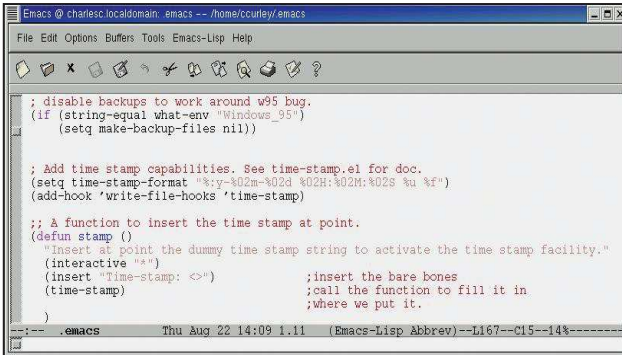 Emacs @ charlesc.localdomain: .emacs -- /home/ccurley/.emacs
File Edit Options Buffers Tools Emacs-Lisp Help
; disable backups to work around w95 bug.
(if (string-equal what-env "Windows_95")
(setq make-backup-files nil))
; Add time stamp capabilities. See time-stamp.el for doc.
(setq time-stamp-format "%:y-%02m-%02d %02H:%02M:%02S %u %f")
(add-hook 'write-file-hooks 'time-stamp)
;; A function to insert the time stamp at point.
(defun stamp ()
"Insert at point the dummy time stamp string to activate the time stamp facility."
(interactive "*")
(insert "Time-stamp: <>") ;insert the bare bones
(time-stamp) ;call the function to fill it in
;where we put it.
)
--:-- .emacs Thu Aug 22 14:09 1.11 (Emacs-Lisp Abbrev)--L167--C15--14%--------